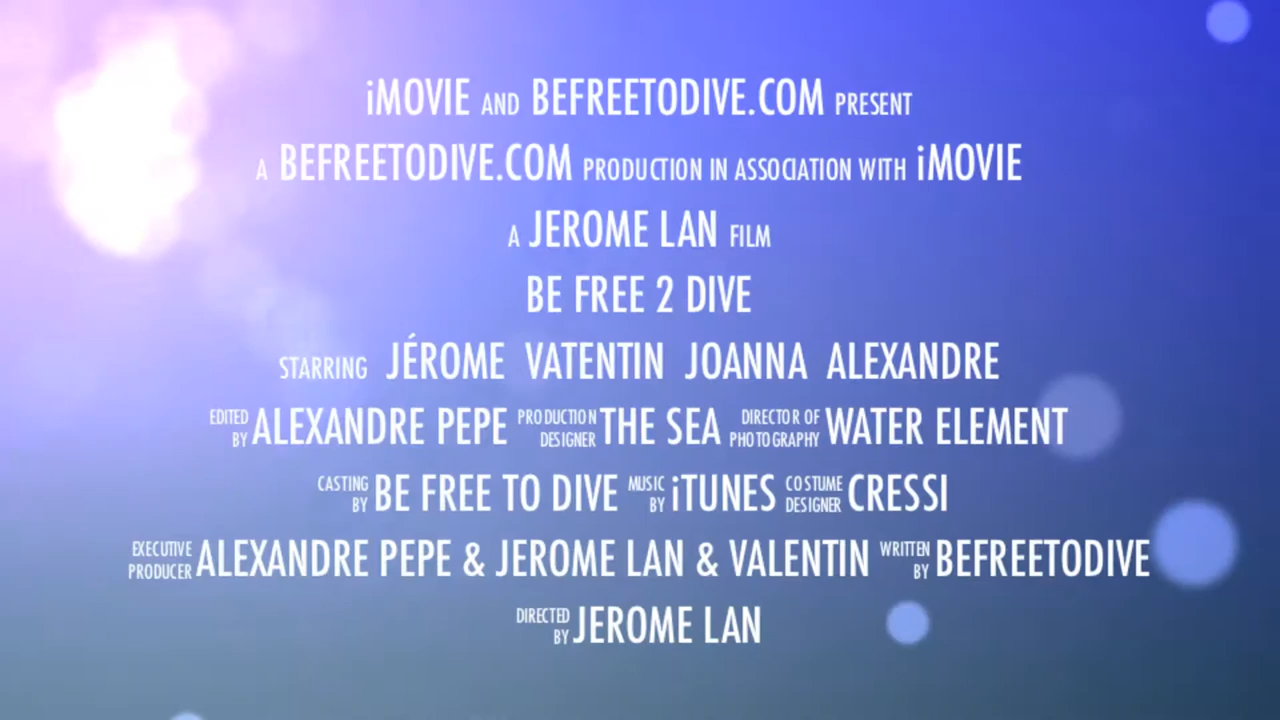 iMOVIE AND BEFREETODIVE.COM PRESENT
A BEFREETODIVE.COM PRODUCTION IN ASSOCIATION WITH iMOVIE
A JEROME LAN FILM
BE FREE 2 DIVE
STARRING JÉROME VATENTIN JOANNA ALEXANDRE
EDITED BY ALEXANDRE PEPE PRODUCTION DESIGNER THE SEA DIRECTOR OF PHOTOGRAPHY WATER ELEMENT
CASTING BY BE FREE TO DIVE MUSIC BY iTUNES COSTUME DESIGNER CRESSI
EXECUTIVE PRODUCER ALEXANDRE PEPE & JEROME LAN & VALENTIN WRITTEN BY BEFREETODIVE
DIRECTED BY JEROME LAN